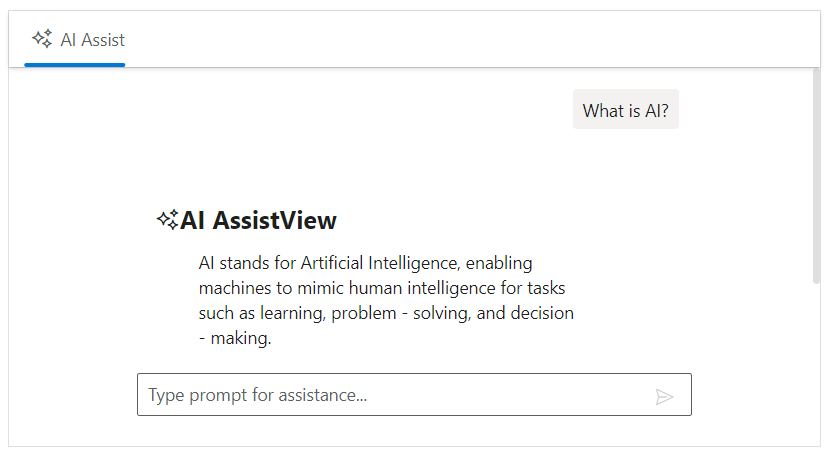 AI Assist
What is AI?
AI AssistView
AI stands for Artificial Intelligence, enabling
machines to mimic human intelligence for tasks
such as learning, problem - solving, and decision
- making.
Type prompt for assistance...